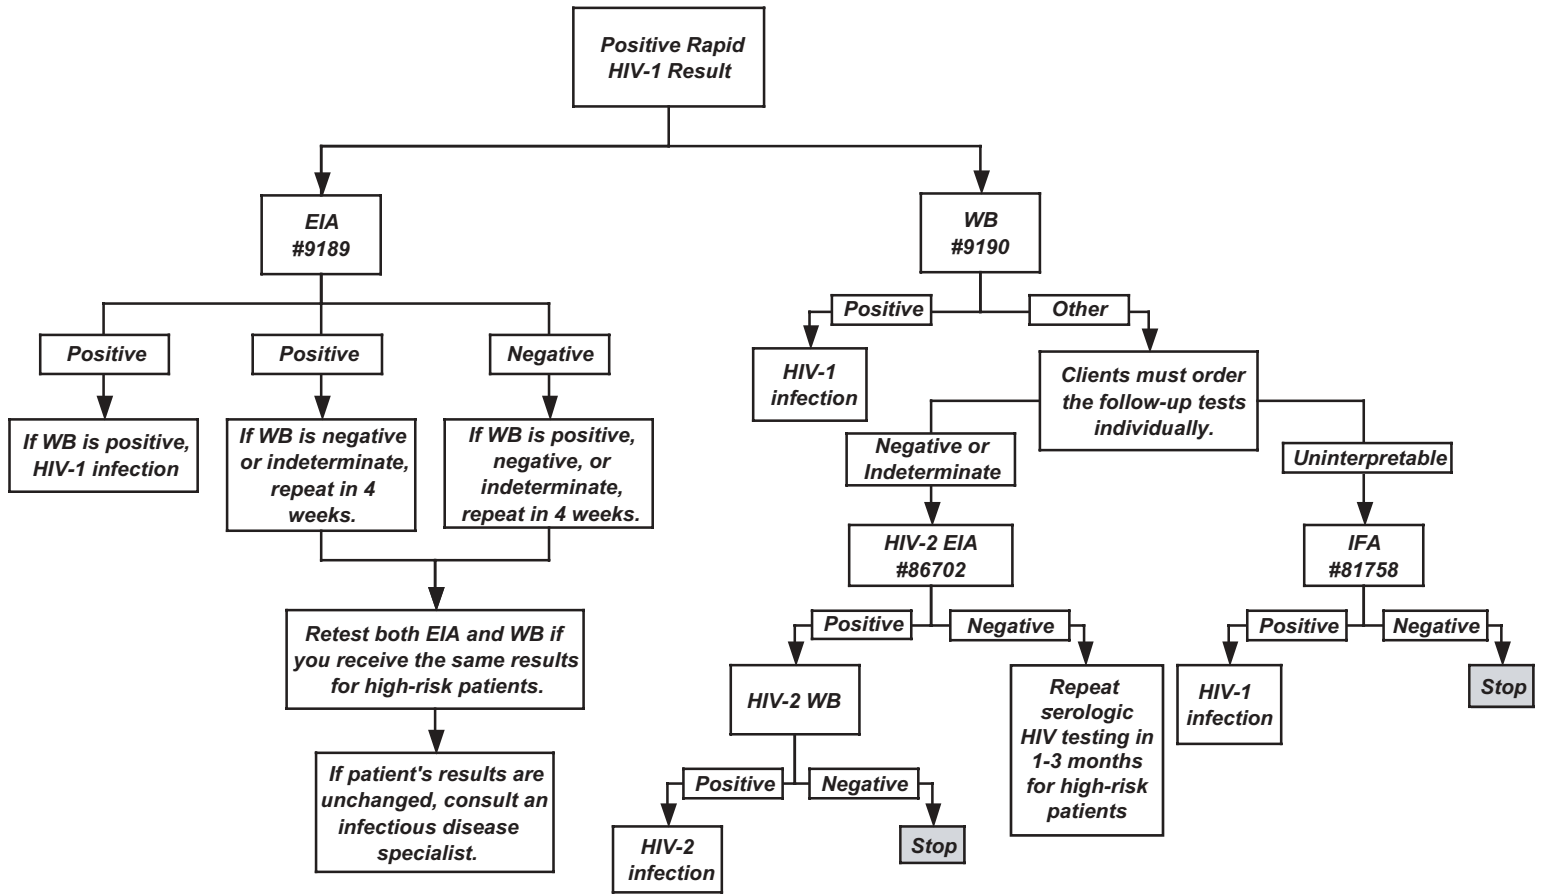 Positive Rapid
HIV-1 Result
EIA
#9189
WB
#9190
Positive
Positive
Negative
If WB is positive,
HIV-1 infection
If WB is negative
or indeterminate,
repeat in 4
weeks.
If WB is positive,
negative, or
indeterminate,
repeat in 4 weeks.
Retest both EIA and WB if
you receive the same results
for high-risk patients.
If patient's results are
unchanged, consult an
infectious disease
specialist.
Positive
Other
HIV-1
infection
Clients must order
the follow-up tests
individually.
Negative or
Indeterminate
Uninterpretable
HIV-2 EIA
#86702
IFA
#81758
Positive
Negative
Positive
Negative
HIV-2 WB
Repeat
serologic
HIV testing in
1-3 months
for high-risk
patients
HIV-1
infection
Stop
Positive
Negative
HIV-2
infection
Stop